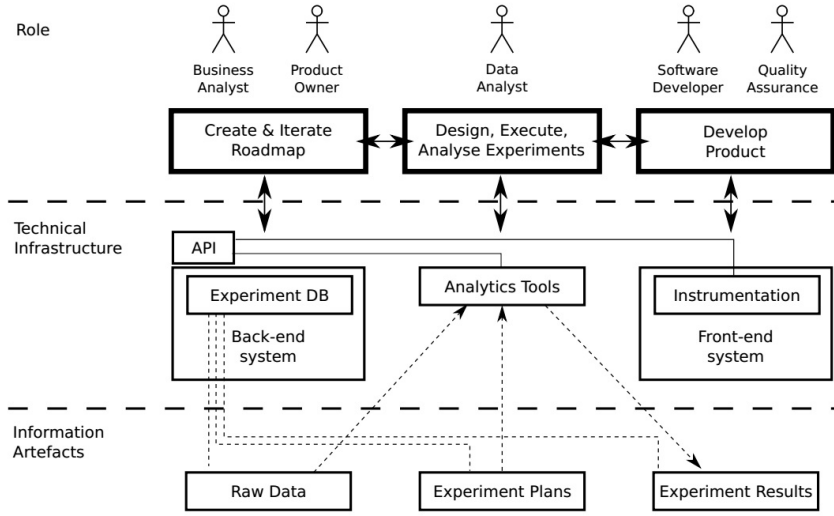 Role
Business
Analyst
Product
Owner
Data
Analyst
Software
Developer
Quality
Assurance
Create & Iterate
Roadmap
Design, Execute,
Analyse Experiments
Develop
Product
Technical
Infrastructure
API
Experiment DB
Back-end
system
Analytics Tools
Instrumentation
Front-end
system
Information
Artefacts
Raw Data
Experiment Plans
Experiment Results